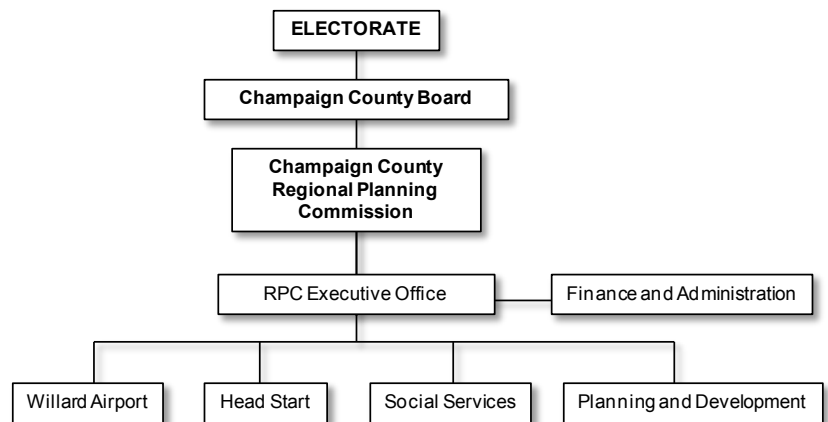 ELECTORATE
Champaign County Board
Champaign County
Regional Planning
Commission
RPC Executive Office
Finance and Administration
Willard Airport
Head Start
Social Services
Planning and Development